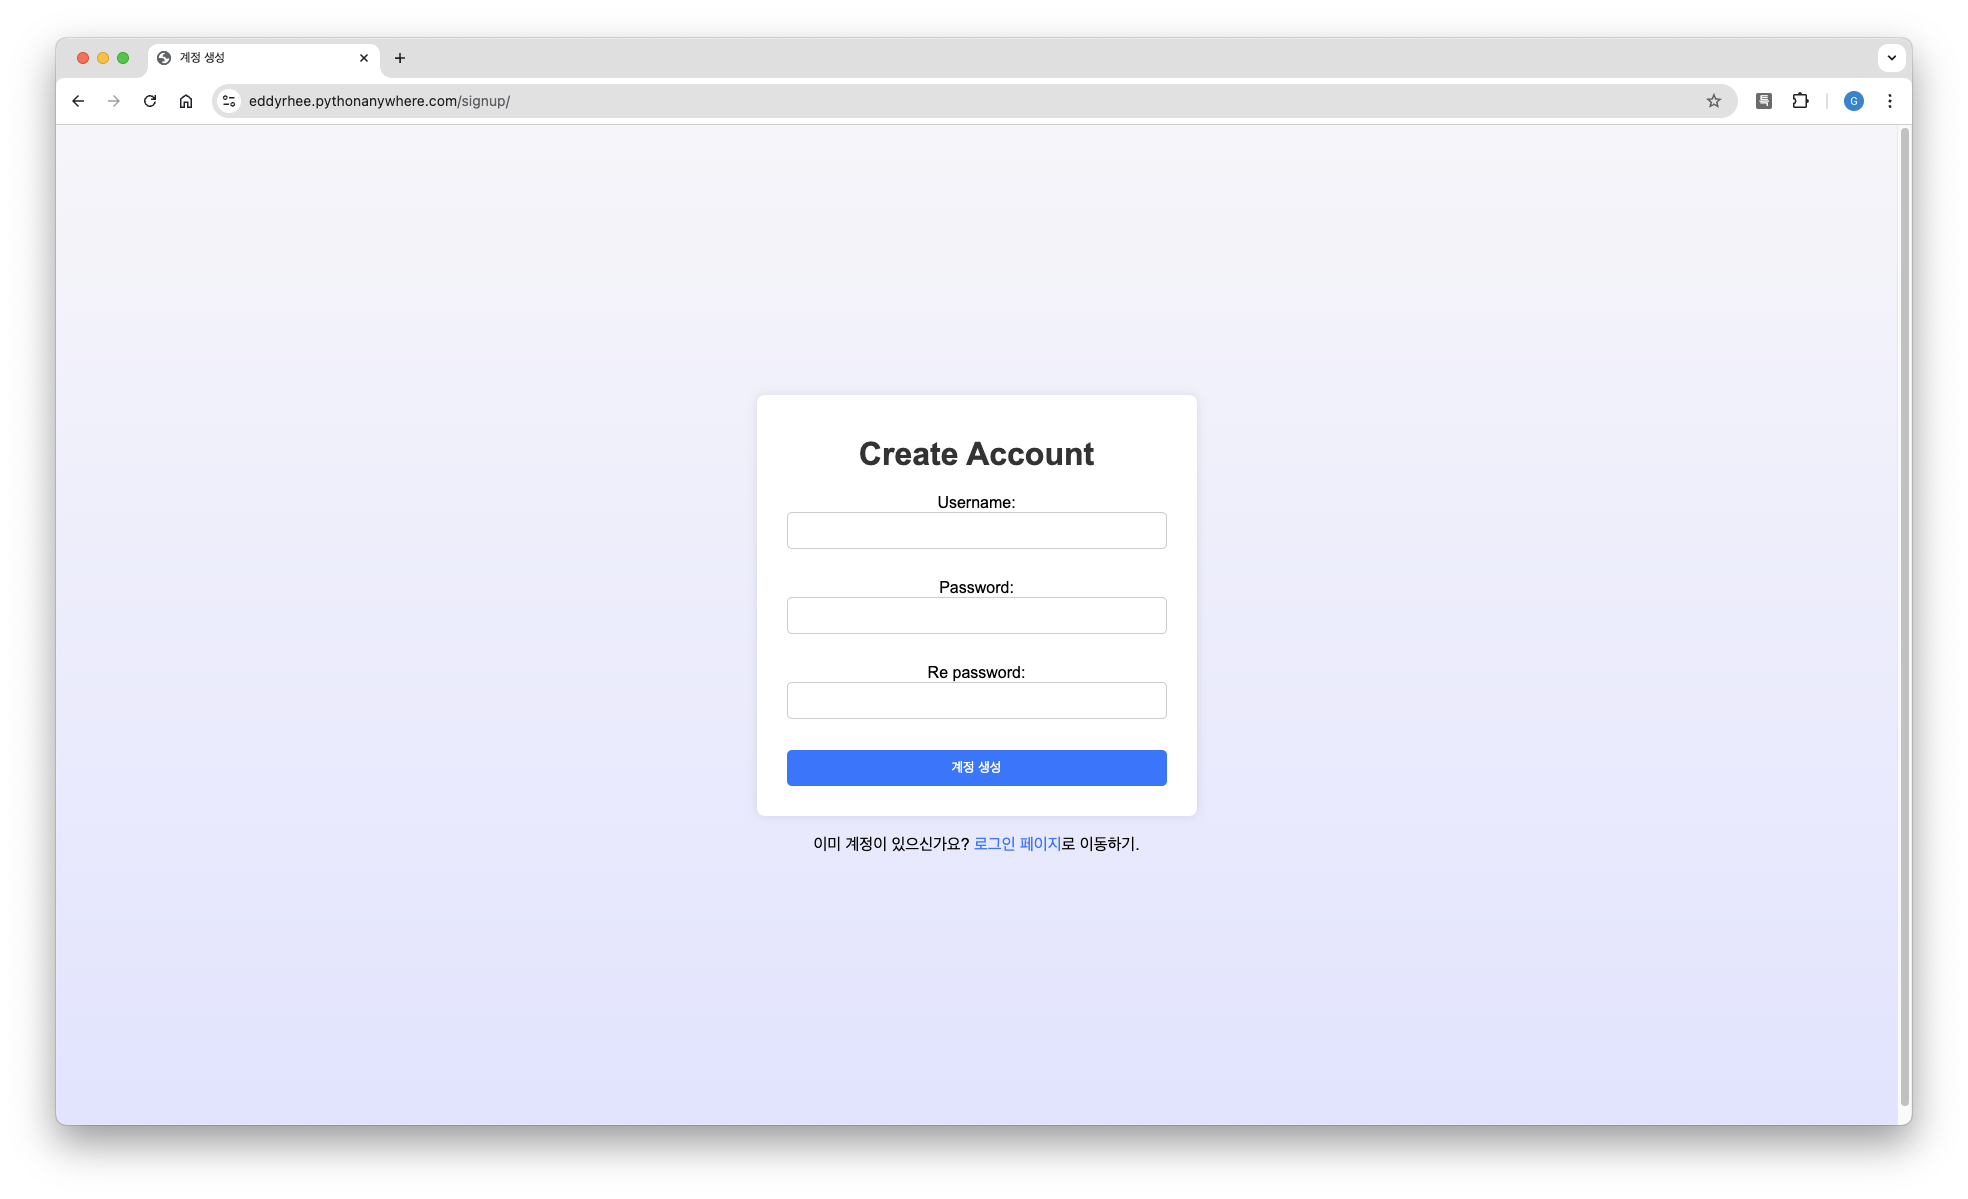 계정 생성
eddyrhee.pythonanywhere.com/signup/
특
G
Create Account
Username:
Password:
Re password:
계정 생성
이미 계정이 있으신가요? 로그인 페이지로 이동하기.